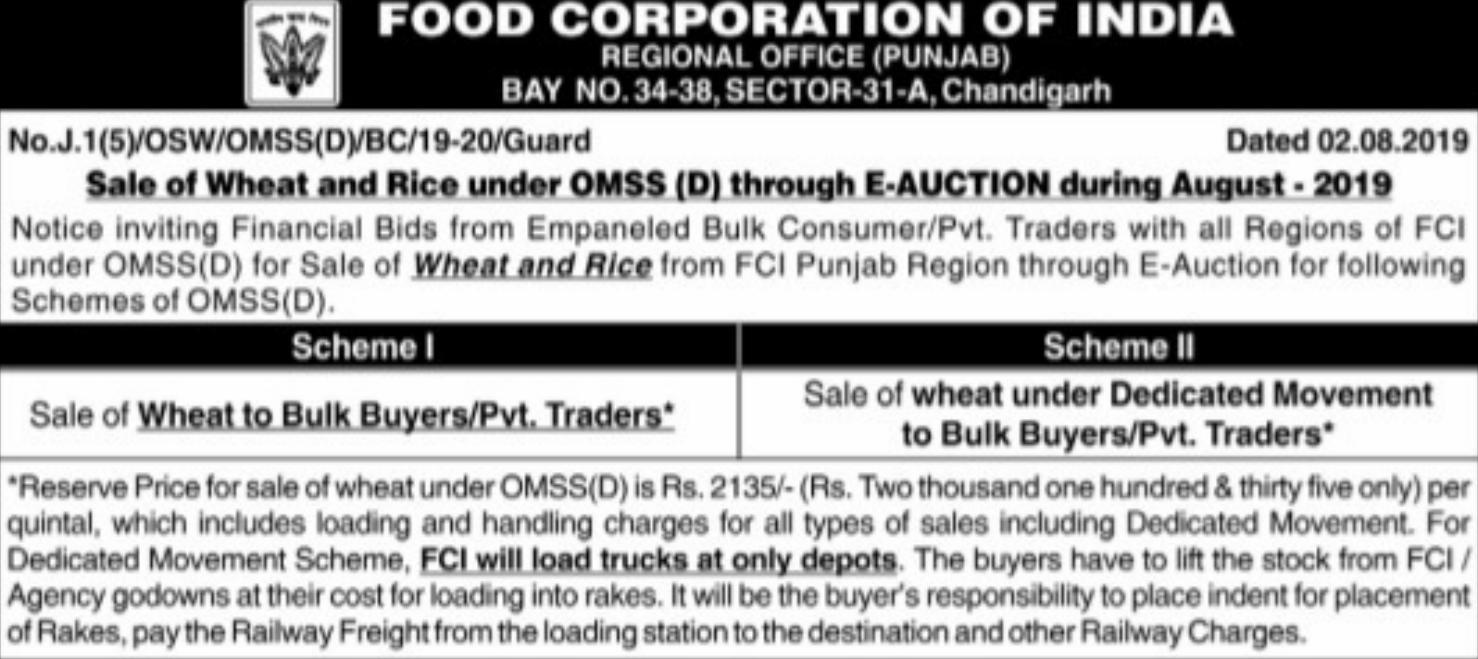 FOOD CORPORATION OF INDIA
REGIONAL OFFICE (PUNJAB)
BAY NO. 34-38, SECTOR-31-A, Chandigarh
No.J.1(5)/OSW/OMSS(D)/BC/19-20/Guard Dated 02.08.2019
Sale of Wheat and Rice under OMSS (D) through E-AUCTION during August - 2019
Notice inviting Financial Bids from Empaneled Bulk Consumer/Pvt. Traders with all Regions of FCI
under OMSS(D) for Sale of Wheat and Rice from FCI Punjab Region through E-Auction for following
Schemes of OMSS(D).
Scheme I
Sale of Wheat to Bulk Buyers/Pvt. Traders*
Scheme II
Sale of wheat under Dedicated Movement
to Bulk Buyers/Pvt. Traders*
*Reserve Price for sale of wheat under OMSS(D) is Rs. 2135/- (Rs. Two thousand one hundred & thirty five only) per
quintal, which includes loading and handling charges for all types of sales including Dedicated Movement. For
Dedicated Movement Scheme, FCI will load trucks at only depots. The buyers have to lift the stock from FCI /
Agency godowns at their cost for loading into rakes. It will be the buyer's responsibility to place indent for placement
of Rakes, pay the Railway Freight from the loading station to the destination and other Railway Charges.